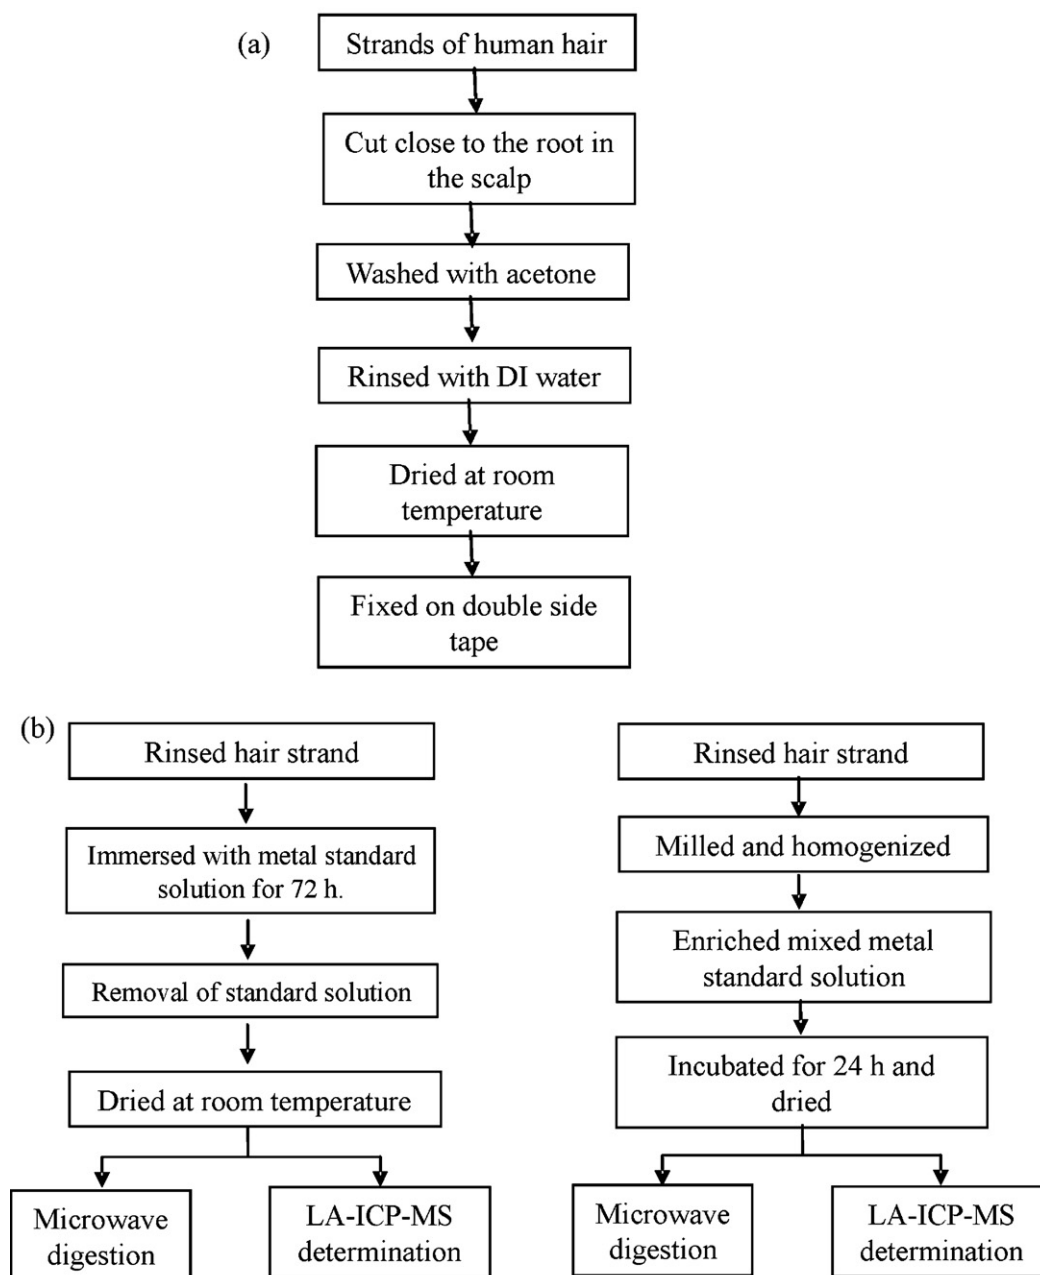 (a)
Strands of human hair
Cut close to the root in
the scalp
Washed with acetone
Rinsed with DI water
Dried at room
temperature
Fixed on double side
tape
(b)
Rinsed hair strand
Immersed with metal standard
solution for 72 h.
Removal of standard solution
Dried at room temperature
Microwave
digestion
LA-ICP-MS
determination
Rinsed hair strand
Milled and homogenized
Enriched mixed metal
standard solution
Incubated for 24 h and
dried
Microwave
digestion
LA-ICP-MS
determination